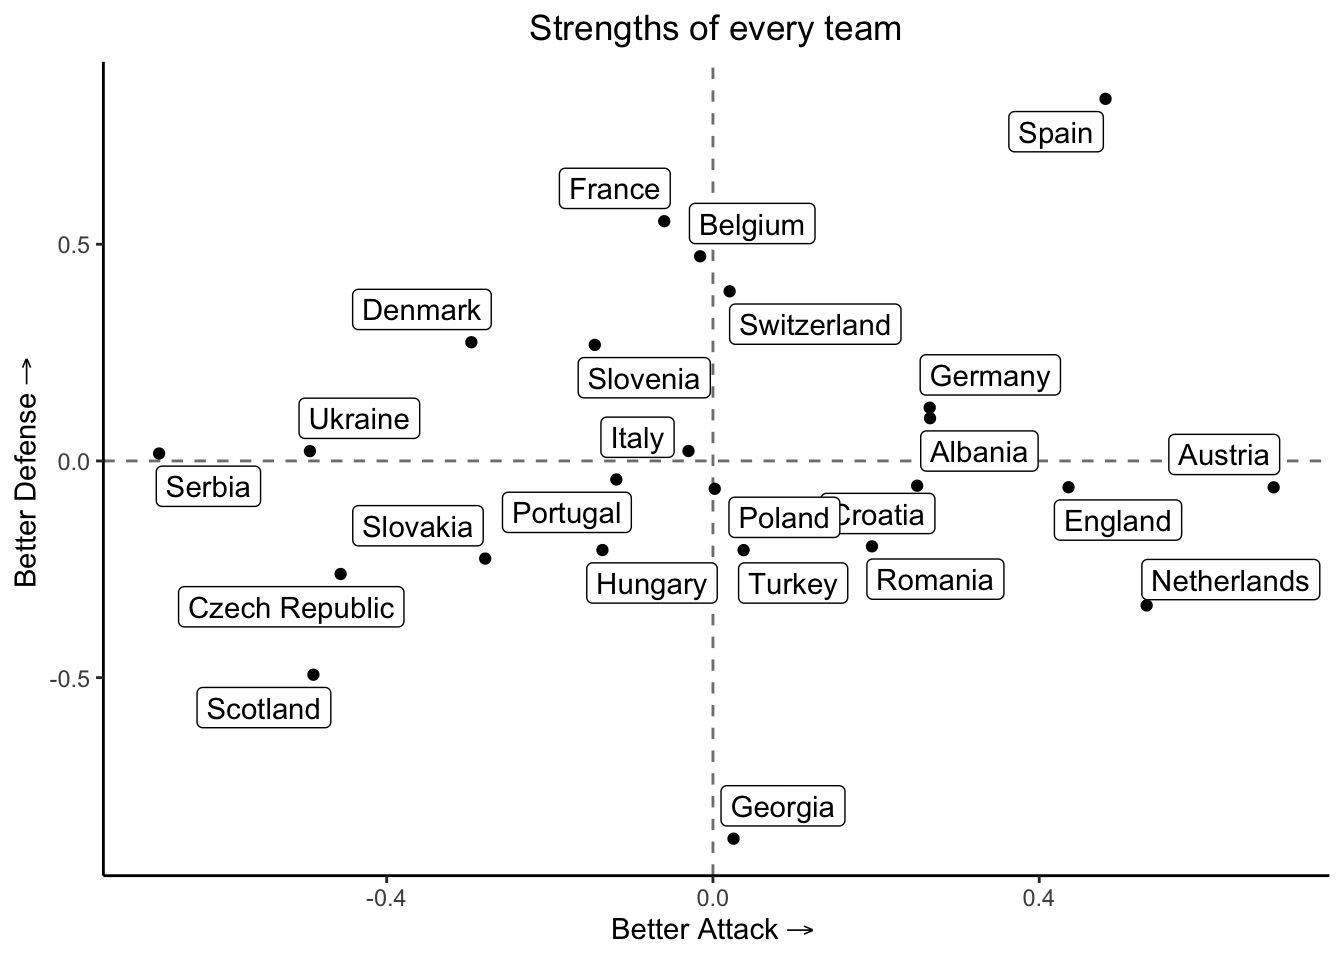 Strengths of every team
Spain
France
Belgium
0.5
Denmark
Switzerland
Slovenia
Germany
Ukraine
Italy
Albania
Austria
0.0
Serbia
Portugal
Poland
Croatia
England
Slovakia
Hungary
Turkey
Romania
Netherlands
Czech Republic
-0.5
Scotland
Georgia
-0.4
0.0
0.4
Better Attack →
Better Defense →